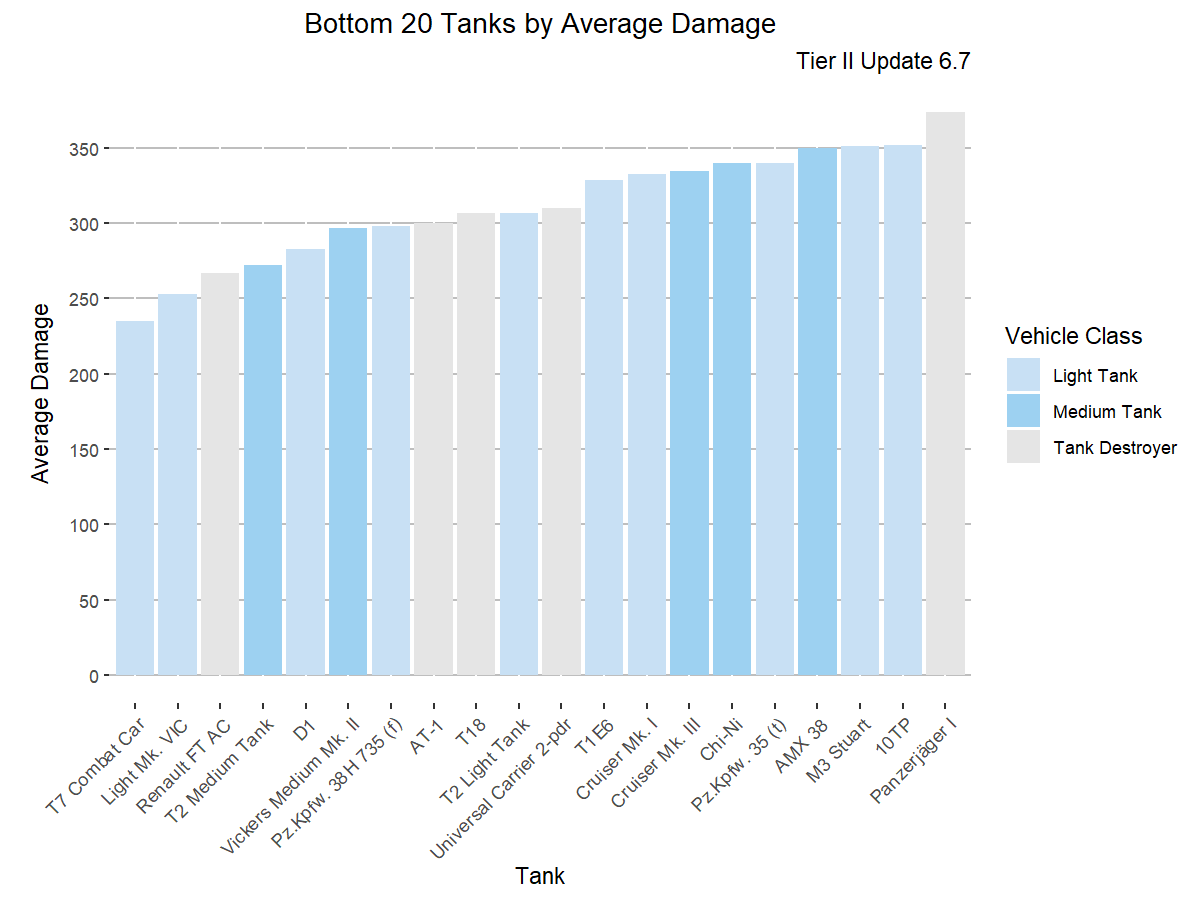 Bottom 20 Tanks by Average Damage
Tier II Update 6.7
Average Damage
350
300
250
200
150
100
50
0
T7 Combat Car
Light Mk. VIC
Renault FT AC
T2 Medium Tank
D1
Vickers Medium Mk. II
Pz.Kpfw. 38H 735 (f)
AT-1
T18
T2 Light Tank
Universal Carrier 2-pdr
T1E6
Cruiser Mk. I
Cruiser Mk. III
Chi-Ni
Pz.Kpfw. 35 (t)
AMX 38
M3 Stuart
10TP
Panzerjäger I
Tank
Vehicle Class
Light Tank
Medium Tank
Tank Destroyer